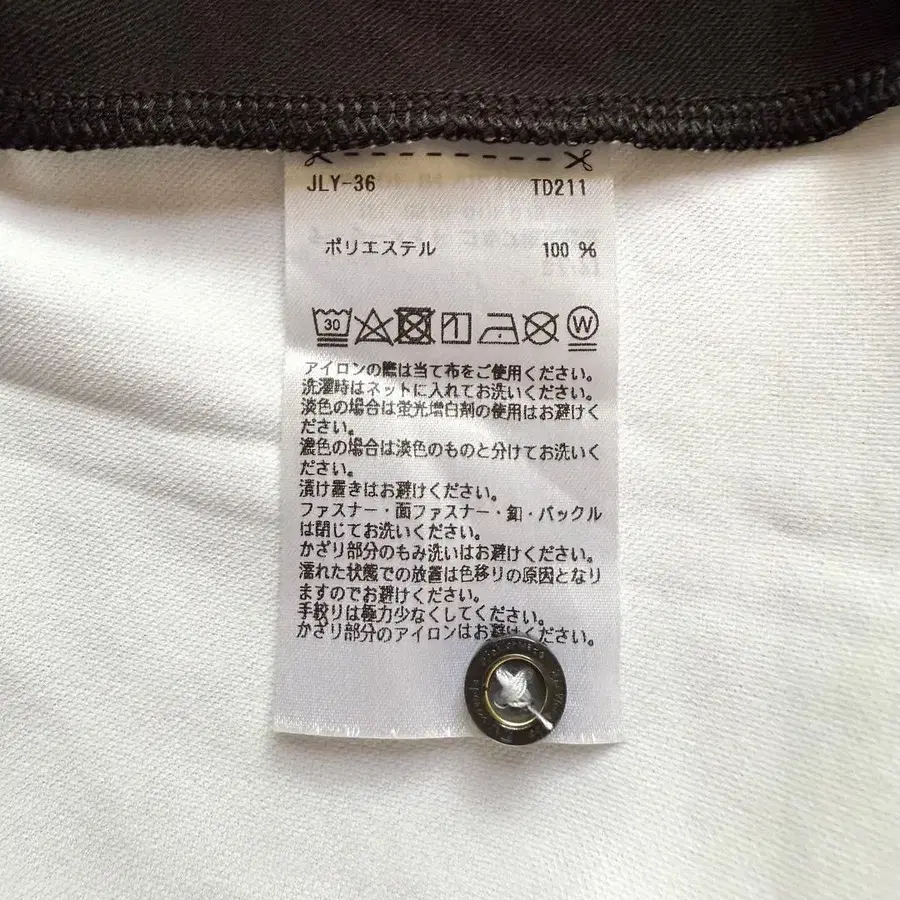 JLY-36 TD211
ポリエステル 100 %
30 W
アイロンの際は当て布をご使用ください。
洗濯時はネットに入れてお洗いください。
淡色の場合は蛍光増白剤の使用はお避けく
ださい。
濃色の場合は淡色のものと分けてお洗いく
ださい。
漬け置きはお避けください。
ファスナー・面ファスナー・釦・バックル
は閉じてお洗いください。
かざり部分のもみ洗いはお避けください。
濡れた状態での放置は色移りの原因となり
ますのでお避けください。
手絞りは極力少なくしてください。
かざり部分のアイロンはお避けください。